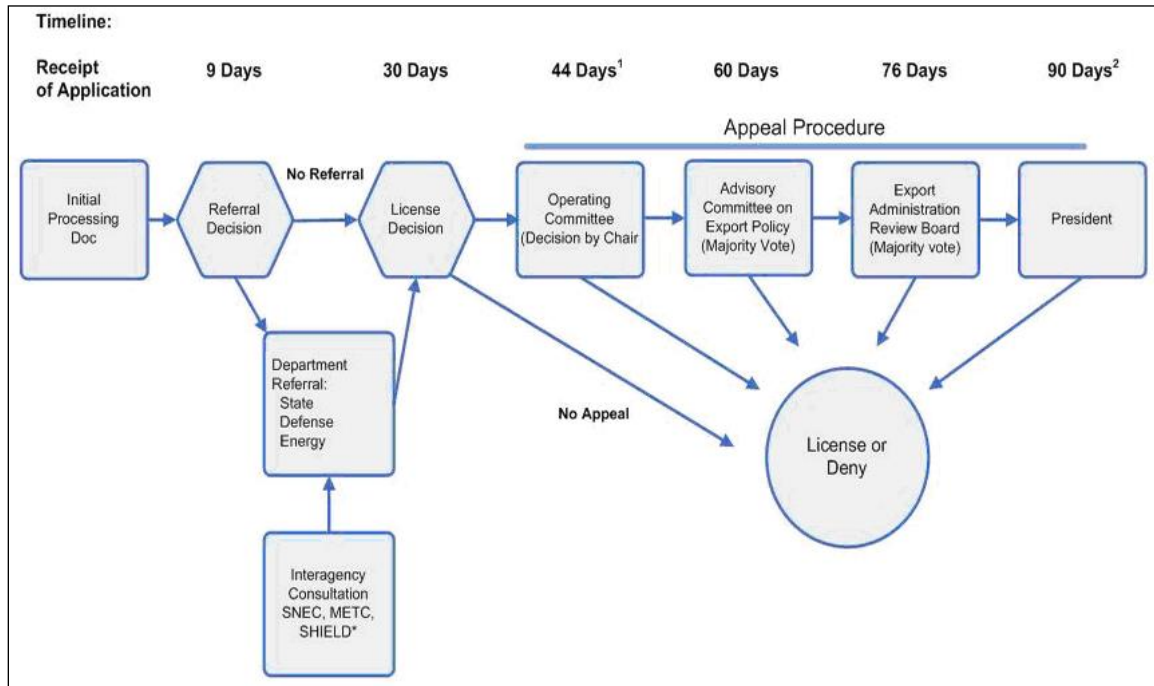 Timeline:
Receipt
of Application
9 Days
30 Days
44 Days1
60 Days
76 Days
90 Days2
Appeal Procedure
Initial
Processing
Doc
Referral
Decision
No Referral
License
Decision
Operating
Committee
(Decision by Chair
Advisory
Committee on
Export Policy
(Majority Vote)
Export
Administration
Review Board
(Majority vote)
President
Department
Referral:
State
Defense
Energy
No Appeal
License or
Deny
Interagency
Consultation
SNEC, METC,
SHIELD*